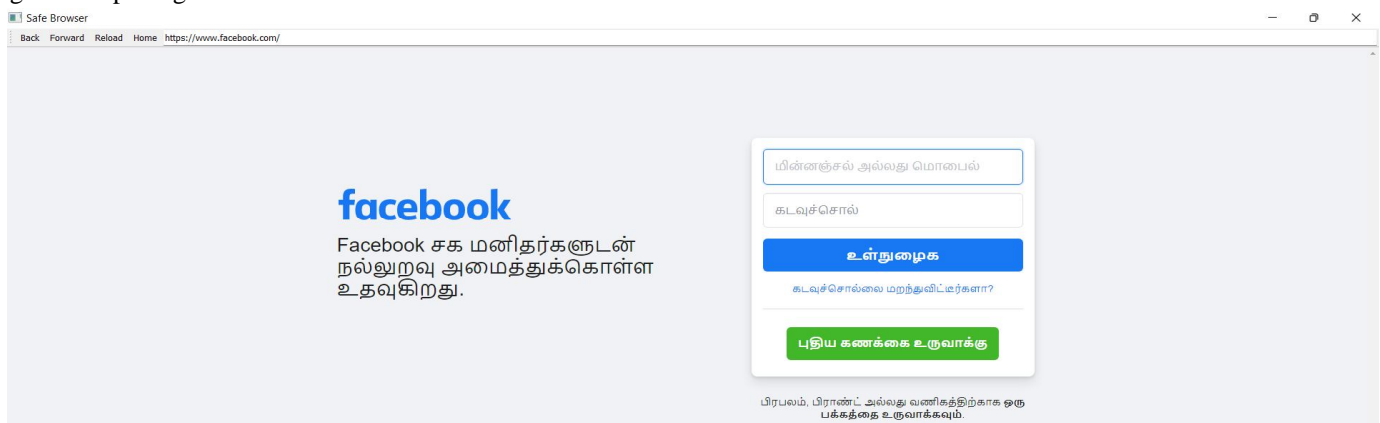 Safe Browser
Back Forward Reload Home https://www.facebook.com/
facebook
Facebook சக மனிதர்களுடன்
நல்லுறவு அமைத்துக்கொள்ள
உதவுகிறது.
மின்னஞ்சல் அல்லது மொபைல்
கடவுச்சொல்
உள்நுழைக
கடவுச்சொல்லை மறந்துவிட்டீர்களா?
புதிய கணக்கை உருவாக்கு
பிரபலம், பிராண்ட் அல்லது வணிகத்திற்காக ஒரு
பக்கத்தை உருவாக்கவும்.